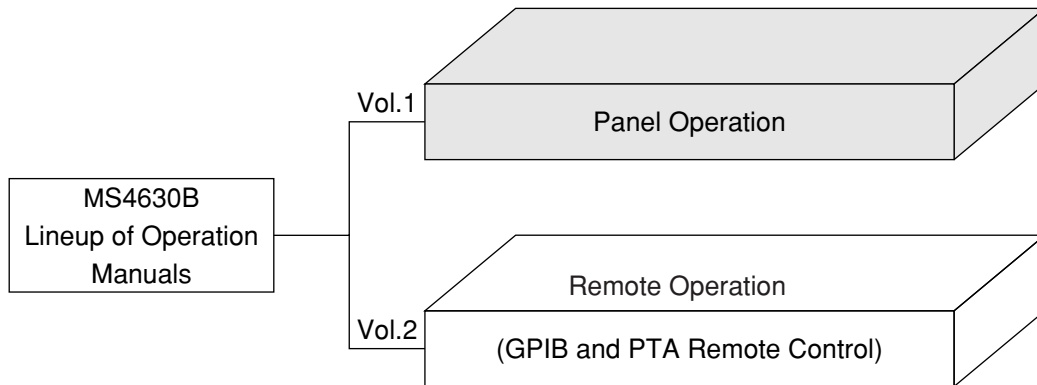 MS4630B
Lineup of Operation
Manuals
Vol.1
Panel Operation
Vol.2
Remote Operation
(GPIB and PTA Remote Control)